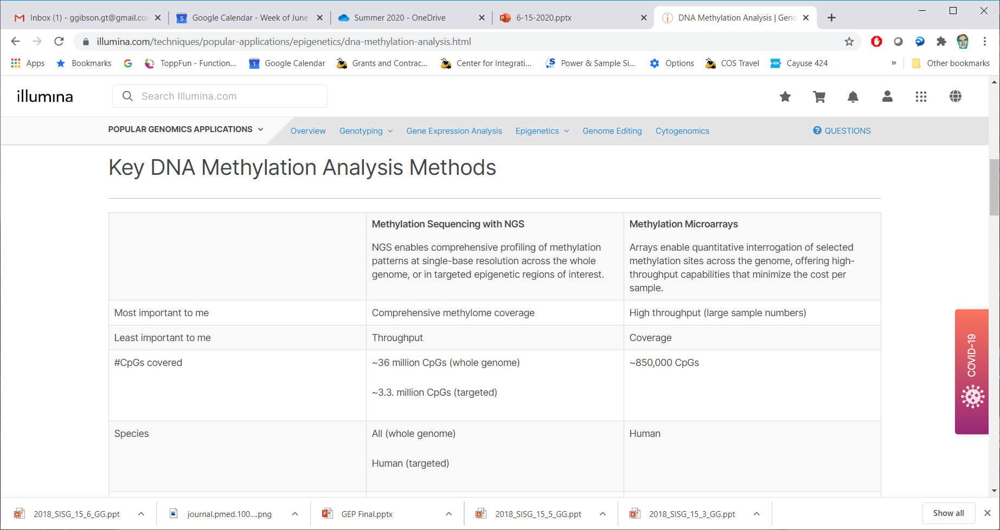 Inbox (1) - ggibson.gt@gmail.cor
Google Calendar - Week of June
Summer 2020 - OneDrive
6-15-2020.pptx
DNA Methylation Analysis | Geno
illumina.com/techniques/popular-applications/epigenetics/dna-methylation-analysis.html
Apps
Bookmarks
ToppFun - Function...
Google Calendar
Grants and Contrac...
Center for Integrati...
Power & Sample Si...
Options
COS Travel
Cayuse 424
»
Other bookmarks
illumina
Search Illumina.com
POPULAR GENOMICS APPLICATIONS
Overview
Genotyping
Gene Expression Analysis
Epigenetics
Genome Editing
Cytogenomics
? QUESTIONS
Key DNA Methylation Analysis Methods
Methylation Sequencing with NGS
NGS enables comprehensive profiling of methylation
patterns at single-base resolution across the whole
genome, or in targeted epigenetic regions of interest.
Methylation Microarrays
Arrays enable quantitative interrogation of selected
methylation sites across the genome, offering high-
throughput capabilities that minimize the cost per
sample.
Most important to me
Comprehensive methylome coverage
High throughput (large sample numbers)
Least important to me
Throughput
Coverage
#CpGs covered
~36 million CpGs (whole genome)
~3.3. million CpGs (targeted)
~850,000 CpGs
Species
All (whole genome)
Human (targeted)
Human
COVID-19
2018_SISG_15_6_GG.ppt
journal.pmed.100....png
GEP Final.pptx
2018_SISG_15_5_GG.ppt
2018_SISG_15_3_GG.ppt
Show all